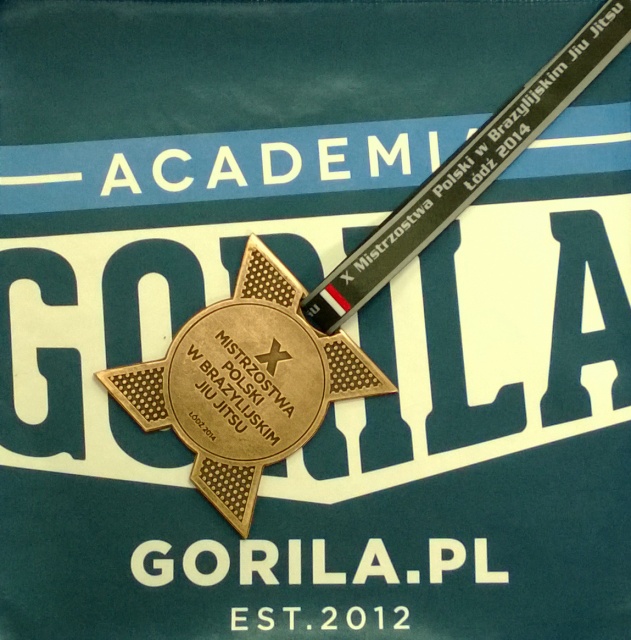 ACADEMIA
GORILA
X Mistrzostwa Polski w Brazylijskim Jiu Jitsu
Łódź 2014
X
MISTRZOSTWA
POLSKI
W BRAZYLIJSKIM
JIU JITSU
ŁÓDŹ 2014
GORILA.PL
EST.2012